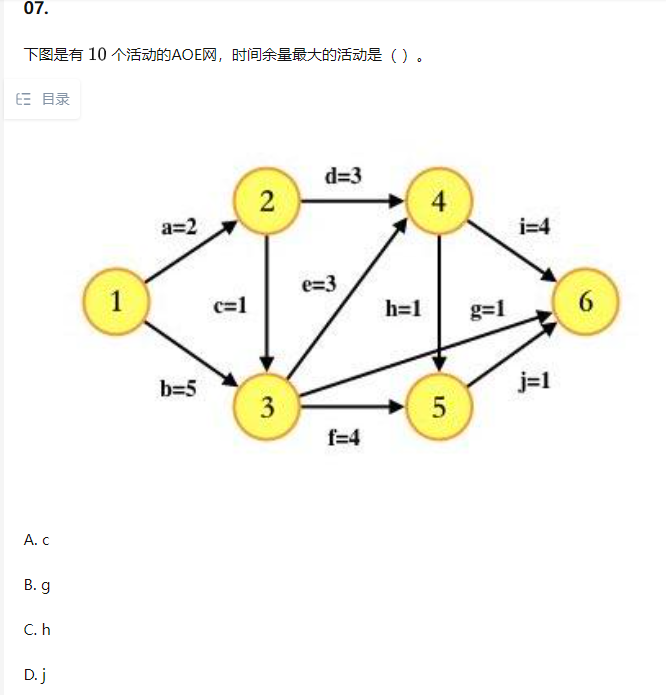 07.
下图是有 10 个活动的AOE网，时间余量最大的活动是（ ）。
目录
d=3
2
4
a=2
i=4
e=3
1
c=1
h=1
g=1
6
b=5
j=1
3
5
f=4
A. c
B. g
C. h
D. j